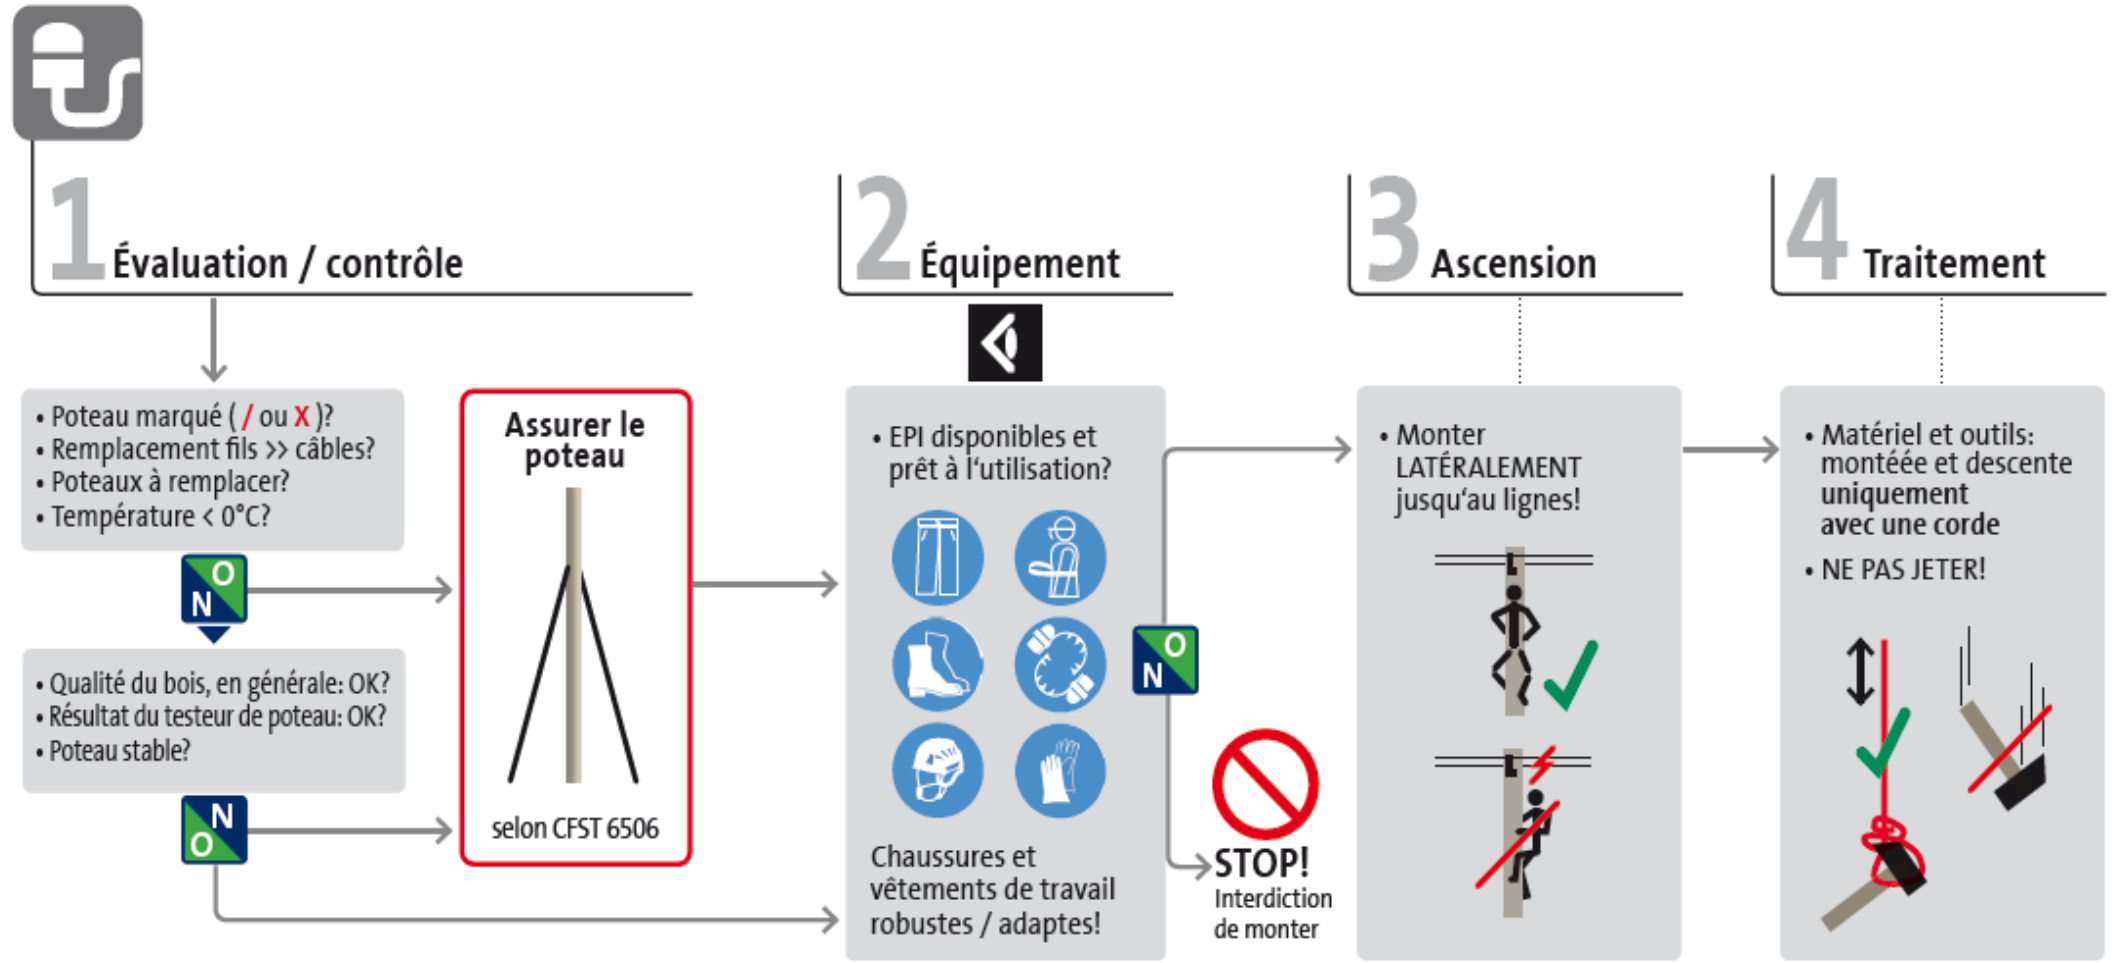 1 Évaluation / contrôle
• Poteau marqué ( / ou X )?
• Remplacement fils >> câbles?
• Poteaux à remplacer?
• Température < 0°C?
O
N
• Qualité du bois, en générale: OK?
• Résultat du testeur de poteau: OK?
• Poteau stable?
N
O
Assurer le
poteau
selon CFST 6506
2 Équipement
• EPI disponibles et
prêt à l‘utilisation?
Chaussures et
vêtements de travail
robustes / adaptes!
O
N
STOP!
Interdiction
de monter
3 Ascension
• Monter
LATÉRALEMENT
jusqu‘au lignes!
4 Traitement
• Matériel et outils:
montéée et descente
uniquement
avec une corde
• NE PAS JETER!